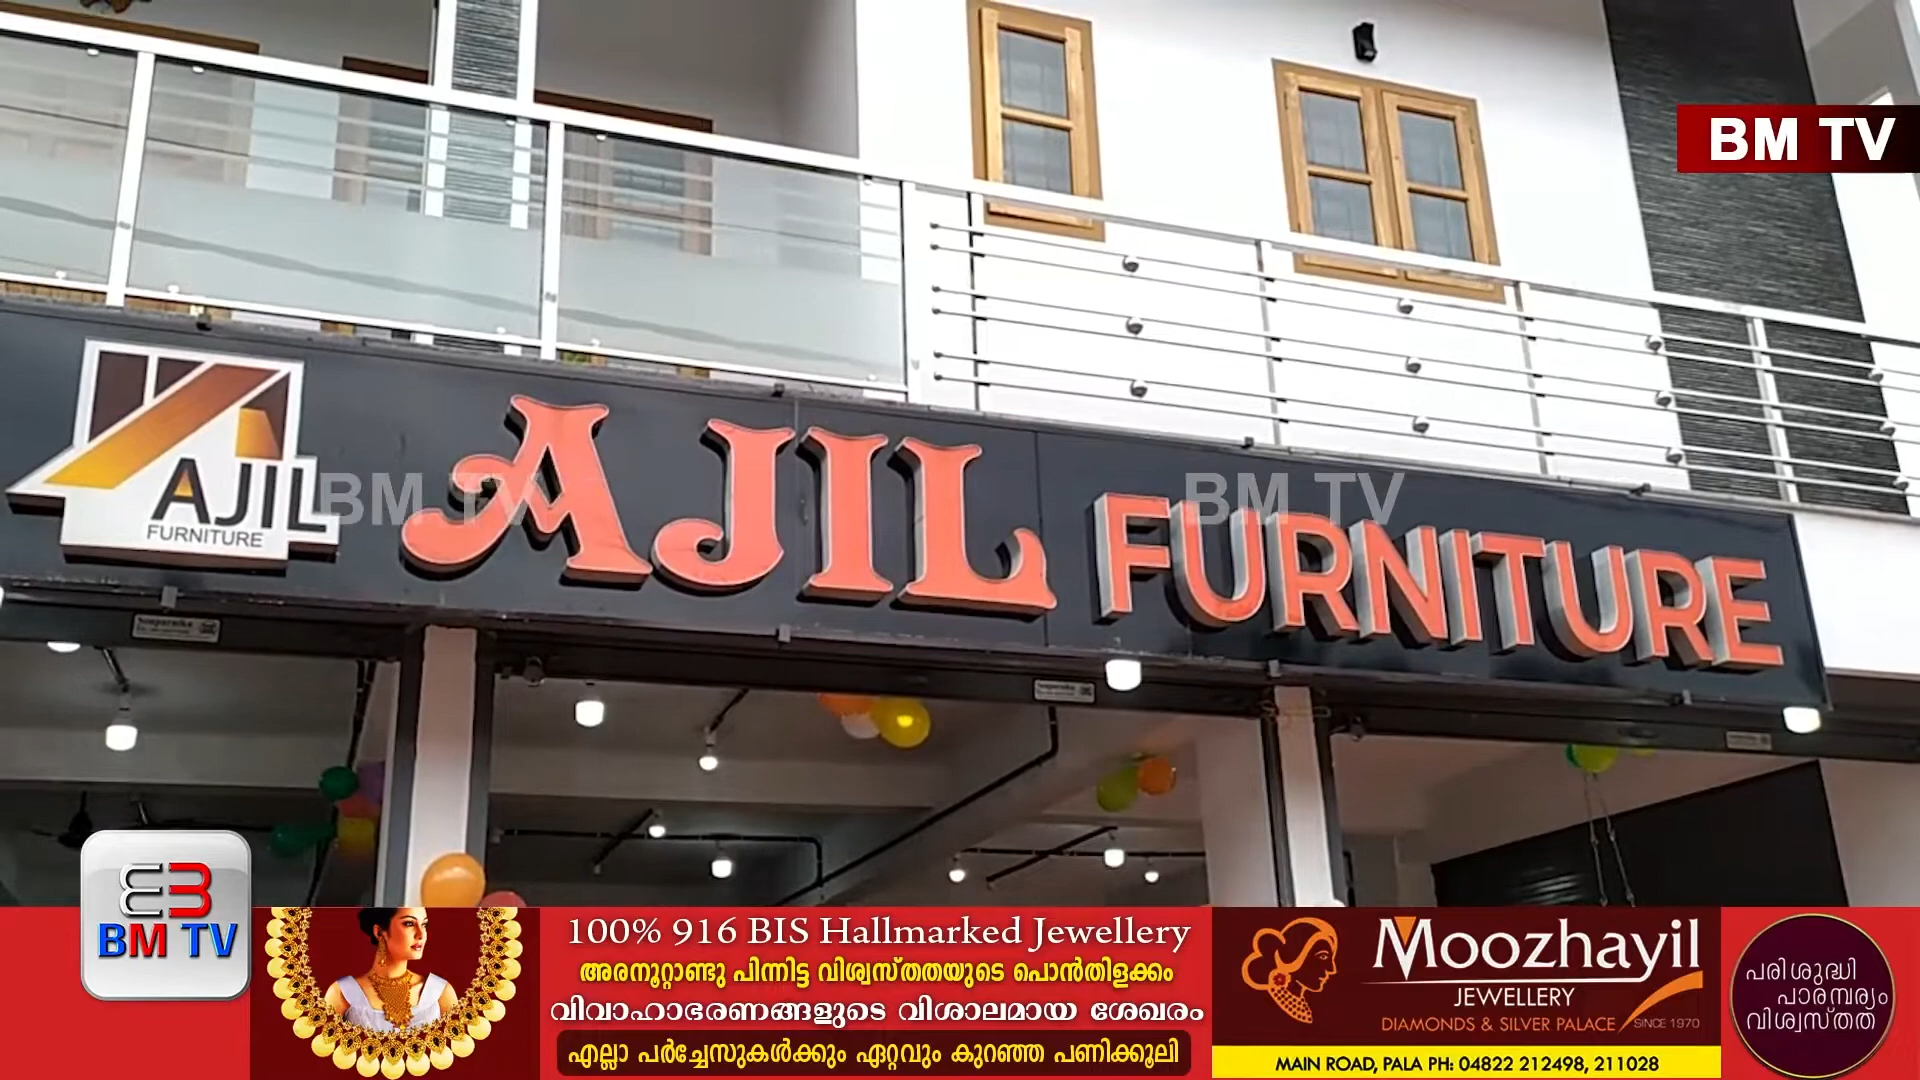 BM TV
AJIL
FURNITURE
BM TV
AJIL FURNITURE
BM TV
BM TV
100% 916 BIS Hallmarked Jewellery
അരനൂറ്റാണ്ടു പിന്നിട്ട വിശ്വസ്തതയുടെ പൊൻതിളക്കം
വിവാഹാഭരണങ്ങളുടെ വിശാലമായ ശേഖരം
എല്ലാ പർച്ചേസുകൾക്കും ഏറ്റവും കുറഞ്ഞ പണിക്കൂലി
Moozhayil
JEWELLERY
DIAMONDS & SILVER PALACE
SINCE 1970
MAIN ROAD, PALA PH: 04822 212498, 211028
പരിശുദ്ധി
പാരമ്പര്യം
വിശ്വസ്തത